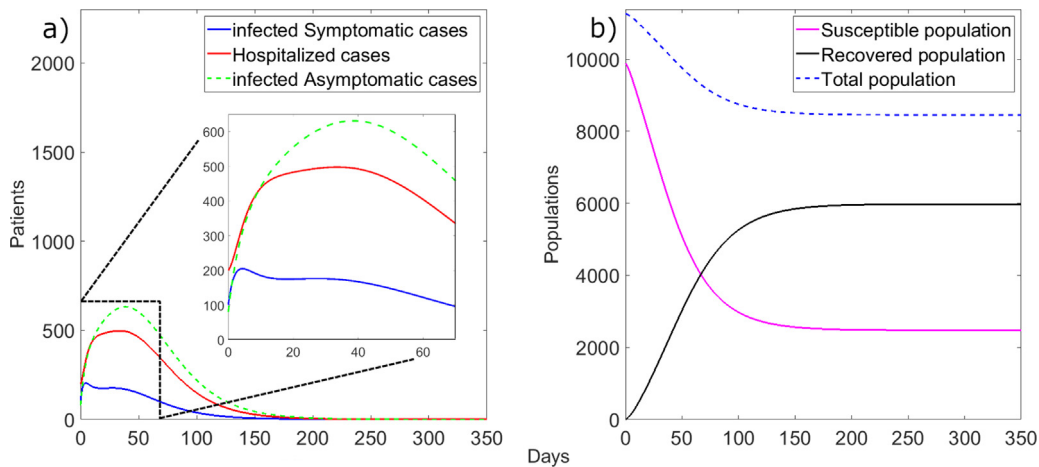 a)
infected Symptomatic cases
Hospitalized cases
infected Asymptomatic cases
Patients
2000
1500
1000
500
0
0 50 100 150 200 250 300 350
600
500
400
300
200
100
0
0 20 40 60
Days
b)
Susceptible population
Recovered population
Total population
Populations
10000
8000
6000
4000
2000
0
0 50 100 150 200 250 300 350